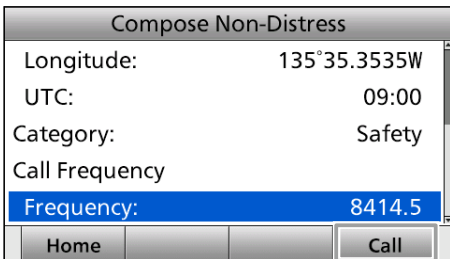 Compose Non-Distress
Longitude: 135°35.3535W
UTC: 09:00
Category: Safety
Call Frequency
Frequency: 8414.5
Home Call